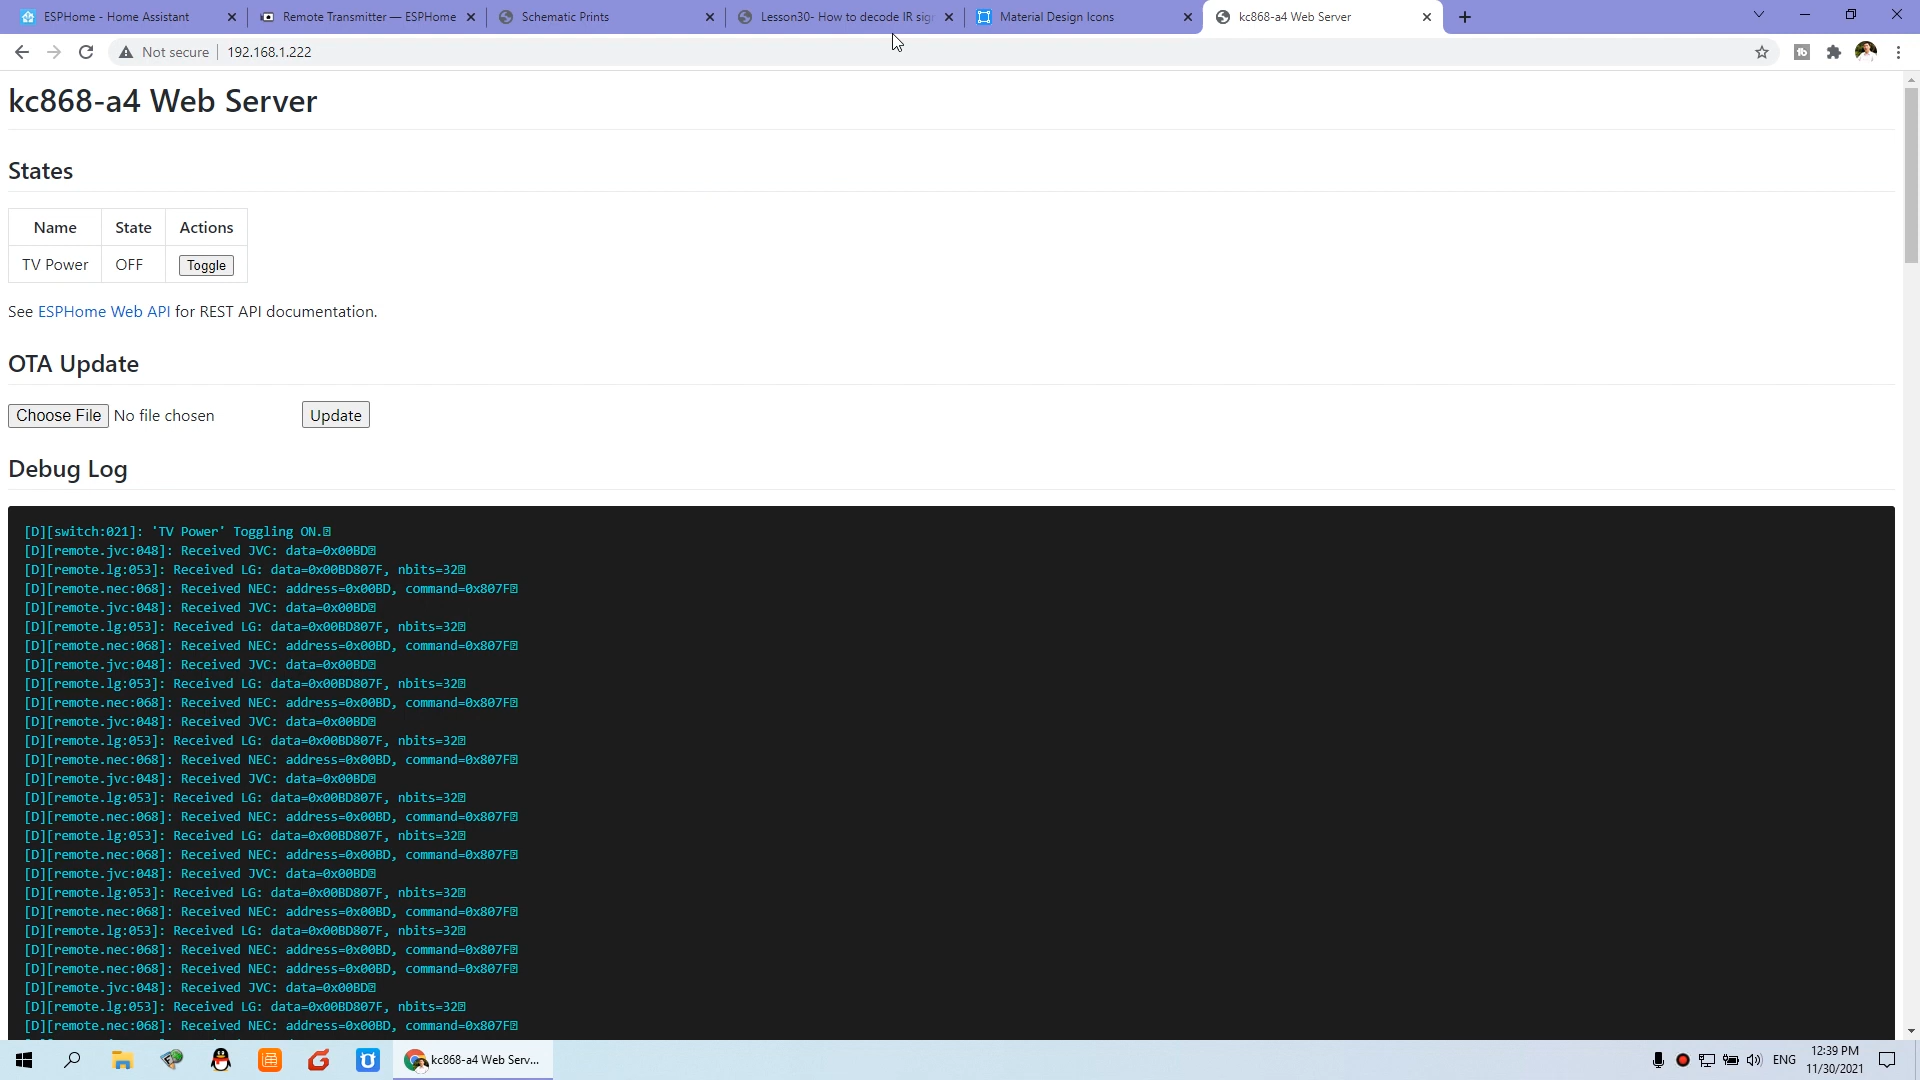 ESPHome - Home Assistant
Remote Transmitter — ESPHome
Schematic Prints
Lesson30- How to decode IR sig
Material Design Icons
kc868-a4 Web Server
Not secure
192.168.1.222
kc868-a4 Web Server
States
Name State Actions
TV Power OFF Toggle
See ESPHome Web API for REST API documentation.
OTA Update
Choose File No file chosen Update
Debug Log
[D][switch:021]: 'TV Power' Toggling ON.
[D][remote.jvc:048]: Received JVC: data=0x00BD
[D][remote.lg:053]: Received LG: data=0x00BD807F, nbits=32
[D][remote.nec:068]: Received NEC: address=0x00BD, command=0x807F
[D][remote.jvc:048]: Received JVC: data=0x00BD
[D][remote.lg:053]: Received LG: data=0x00BD807F, nbits=32
[D][remote.nec:068]: Received NEC: address=0x00BD, command=0x807F
[D][remote.jvc:048]: Received JVC: data=0x00BD
[D][remote.lg:053]: Received LG: data=0x00BD807F, nbits=32
[D][remote.nec:068]: Received NEC: address=0x00BD, command=0x807F
[D][remote.jvc:048]: Received JVC: data=0x00BD
[D][remote.lg:053]: Received LG: data=0x00BD807F, nbits=32
[D][remote.nec:068]: Received NEC: address=0x00BD, command=0x807F
[D][remote.jvc:048]: Received JVC: data=0x00BD
[D][remote.lg:053]: Received LG: data=0x00BD807F, nbits=32
[D][remote.nec:068]: Received NEC: address=0x00BD, command=0x807F
[D][remote.lg:053]: Received LG: data=0x00BD807F, nbits=32
[D][remote.nec:068]: Received NEC: address=0x00BD, command=0x807F
[D][remote.jvc:048]: Received JVC: data=0x00BD
[D][remote.lg:053]: Received LG: data=0x00BD807F, nbits=32
[D][remote.nec:068]: Received NEC: address=0x00BD, command=0x807F
[D][remote.lg:053]: Received LG: data=0x00BD807F, nbits=32
[D][remote.nec:068]: Received NEC: address=0x00BD, command=0x807F
[D][remote.nec:068]: Received NEC: address=0x00BD, command=0x807F
[D][remote.jvc:048]: Received JVC: data=0x00BD
[D][remote.lg:053]: Received LG: data=0x00BD807F, nbits=32
[D][remote.nec:068]: Received NEC: address=0x00BD, command=0x807F
kc868-a4 Web Serv...
ENG
12:39 PM
11/30/2021